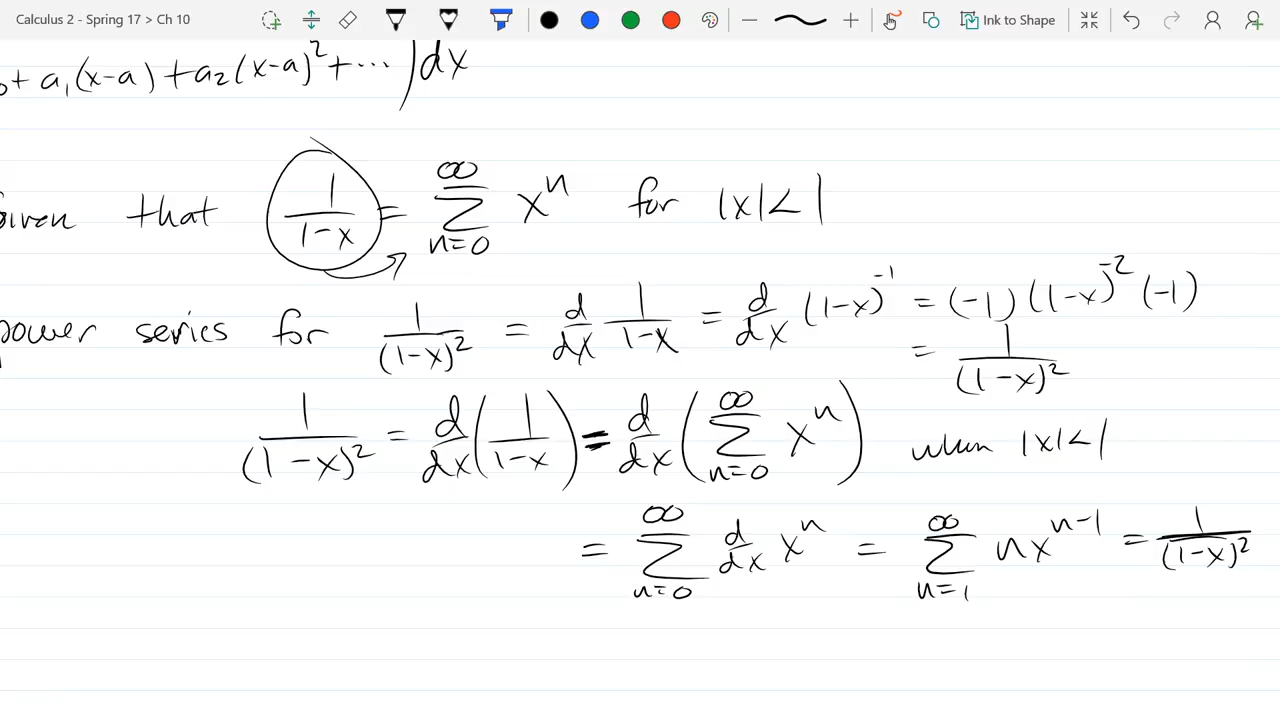 Calculus 2 - Spring 17 > Ch 10
Ink to Shape
+ a₁(x-a) + a₂(x-a)² + ⋯ ) dx
Given that 1/(1-x) = ∑_{n=0}^{∞} xⁿ for |x| < 1
power series for 1/(1-x)² = d/dx 1/(1-x) = d/dx (1-x)⁻¹ = (-1)(1-x)⁻²(-1)
= 1/(1-x)²
1/(1-x)² = d/dx (1/(1-x)) = d/dx (∑_{n=0}^{∞} xⁿ) when |x| < 1
= ∑_{n=0}^{∞} d/dx xⁿ = ∑_{n=1}^{∞} nx^{n-1} = 1/(1-x)²